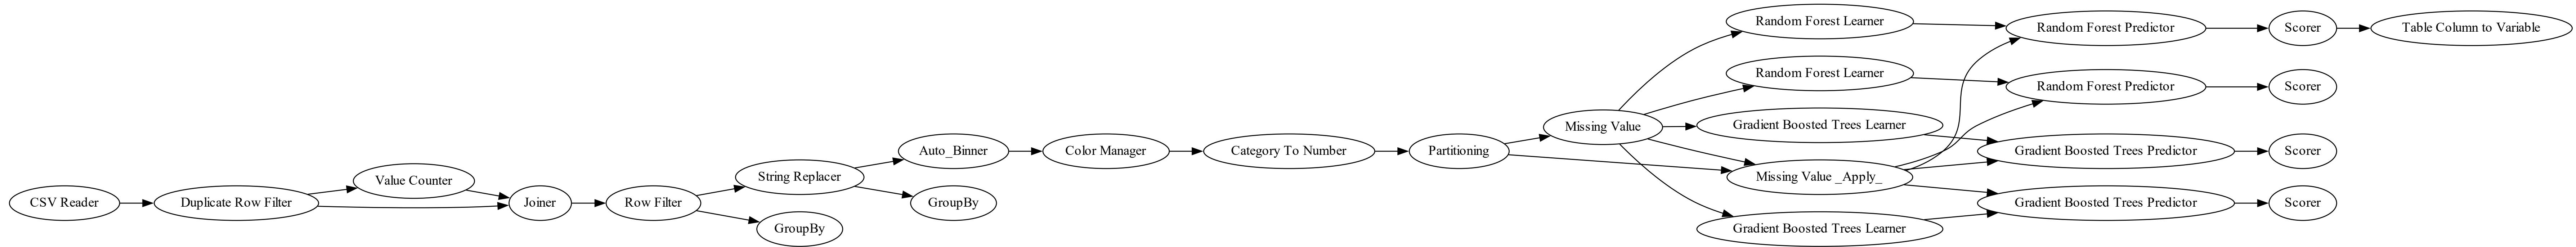 CSV Reader
Duplicate Row Filter
Value Counter
Joiner
Row Filter
String Replacer
GroupBy
Auto_Binner
GroupBy
Color Manager
Category To Number
Partitioning
Missing Value
Missing Value _Apply_
Random Forest Learner
Random Forest Learner
Gradient Boosted Trees Learner
Gradient Boosted Trees Learner
Random Forest Predictor
Random Forest Predictor
Gradient Boosted Trees Predictor
Gradient Boosted Trees Predictor
Scorer
Scorer
Scorer
Scorer
Table Column to Variable